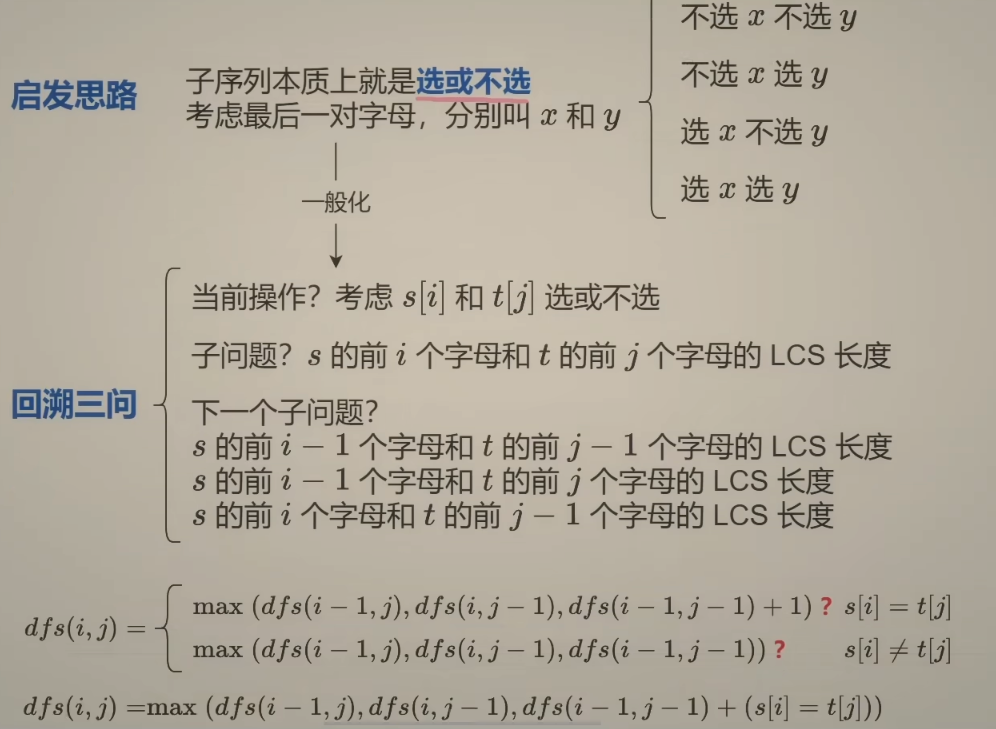 启发思路
子序列本质上就是选或不选
考虑最后一对字母，分别叫 x 和 y
不选 x 不选 y
不选 x 选 y
选 x 不选 y
选 x 选 y
一般化
回溯三问
当前操作？考虑 s[i] 和 t[j] 选或不选
子问题？s 的前 i 个字母和 t 的前 j 个字母的 LCS 长度
下一个子问题？
s 的前 i − 1 个字母和 t 的前 j − 1 个字母的 LCS 长度
s 的前 i − 1 个字母和 t 的前 j 个字母的 LCS 长度
s 的前 i 个字母和 t 的前 j − 1 个字母的 LCS 长度
dfs(i, j) =
max (dfs(i − 1, j), dfs(i, j − 1), dfs(i − 1, j − 1) + 1) ? s[i] = t[j]
max (dfs(i − 1, j), dfs(i, j − 1), dfs(i − 1, j − 1)) ? s[i] ≠ t[j]
dfs(i, j) =max (dfs(i − 1, j), dfs(i, j − 1), dfs(i − 1, j − 1) + (s[i] = t[j]))